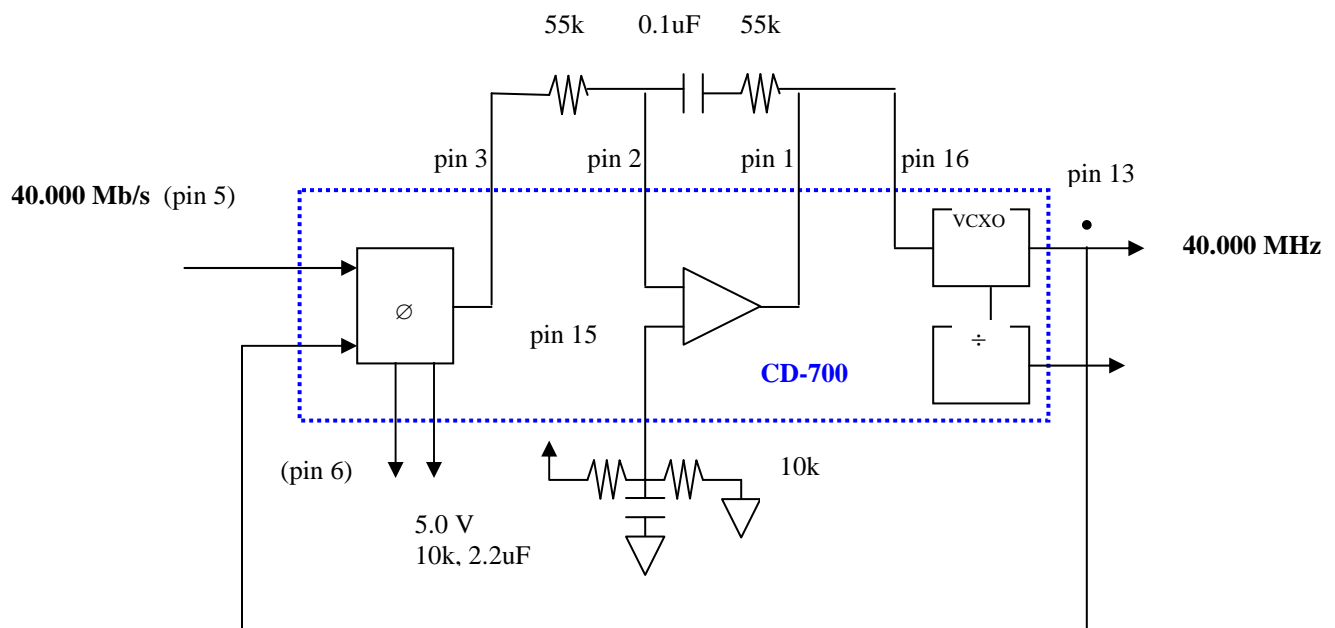 55k 0.1uF 55k
pin 3 pin 2 pin 1 pin 16
pin 13
40.000 Mb/s (pin 5)
VCXO
40.000 MHz
∅
pin 15
÷
CD-700
(pin 6)
10k
5.0 V
10k, 2.2uF